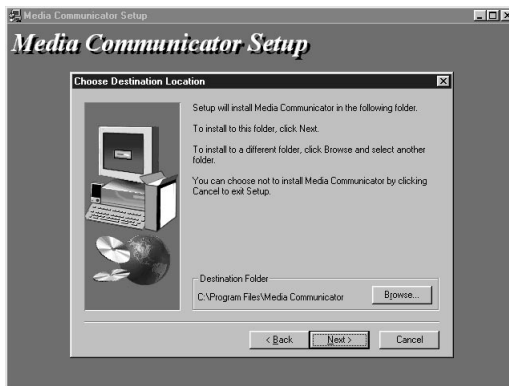 Media Communicator Setup
Media Communicator Setup
Choose Destination Location
Setup will install Media Communicator in the following folder.
To install to this folder, click Next.
To install to a different folder, click Browse and select another
folder.
You can choose not to install Media Communicator by clicking
Cancel to exit Setup.
Destination Folder
C:\Program Files\Media Communicator
Browse...
< Back
Next >
Cancel